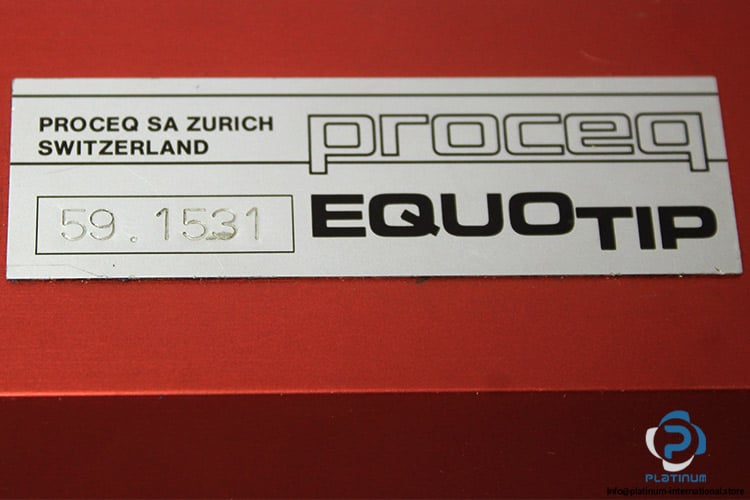 PROCEQ SA ZURICH
SWITZERLAND
proceq
59.1531
EQUOTIP
PLATINUM
Info@platinum-international.store